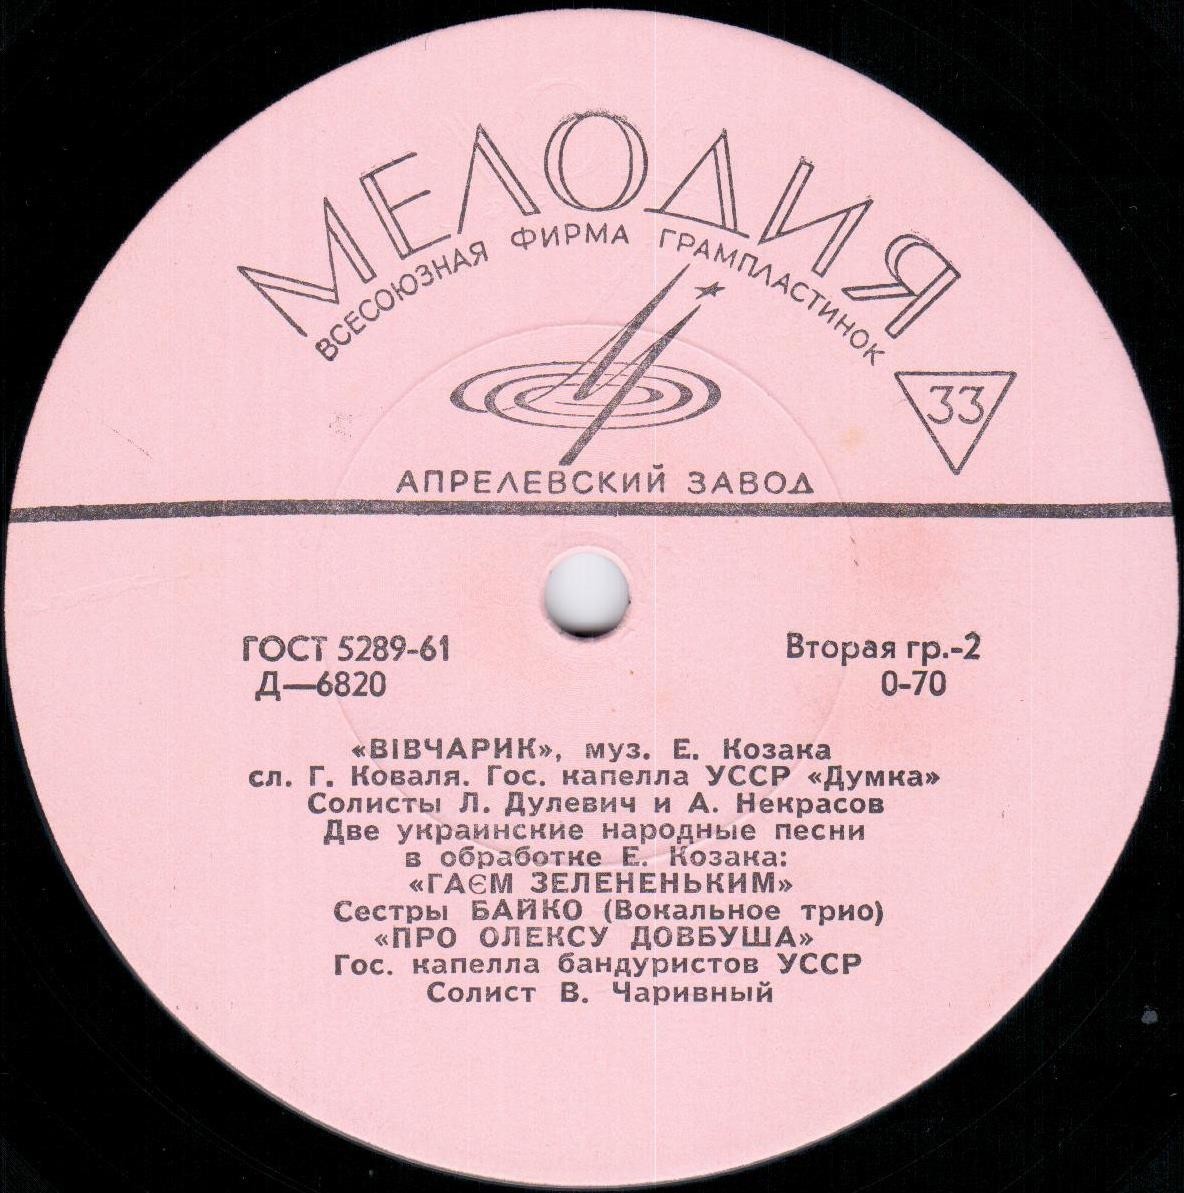 МЕЛОДИЯ
ВСЕСОЮЗНАЯ ФИРМА ГРАМПЛАСТИНОК
33
АПРЕЛЕВСКИЙ ЗАВОД
ГОСТ 5289-61 Вторая гр.-2
Д—6820 0-70
«ВІВЧАРИК», муз. Е. Козака
сл. Г. Коваля. Гос. капелла УССР «Думка»
Солисты Л. Дулевич и А. Некрасов
Две украинские народные песни
в обработке Е. Козака:
«ГАЄМ ЗЕЛЕНЕНЬКИМ»
Сестры БАЙКО (Вокальное трио)
«ПРО ОЛЕКСУ ДОВБУША»
Гос. капелла бандуристов УССР
Солист В. Чаривный